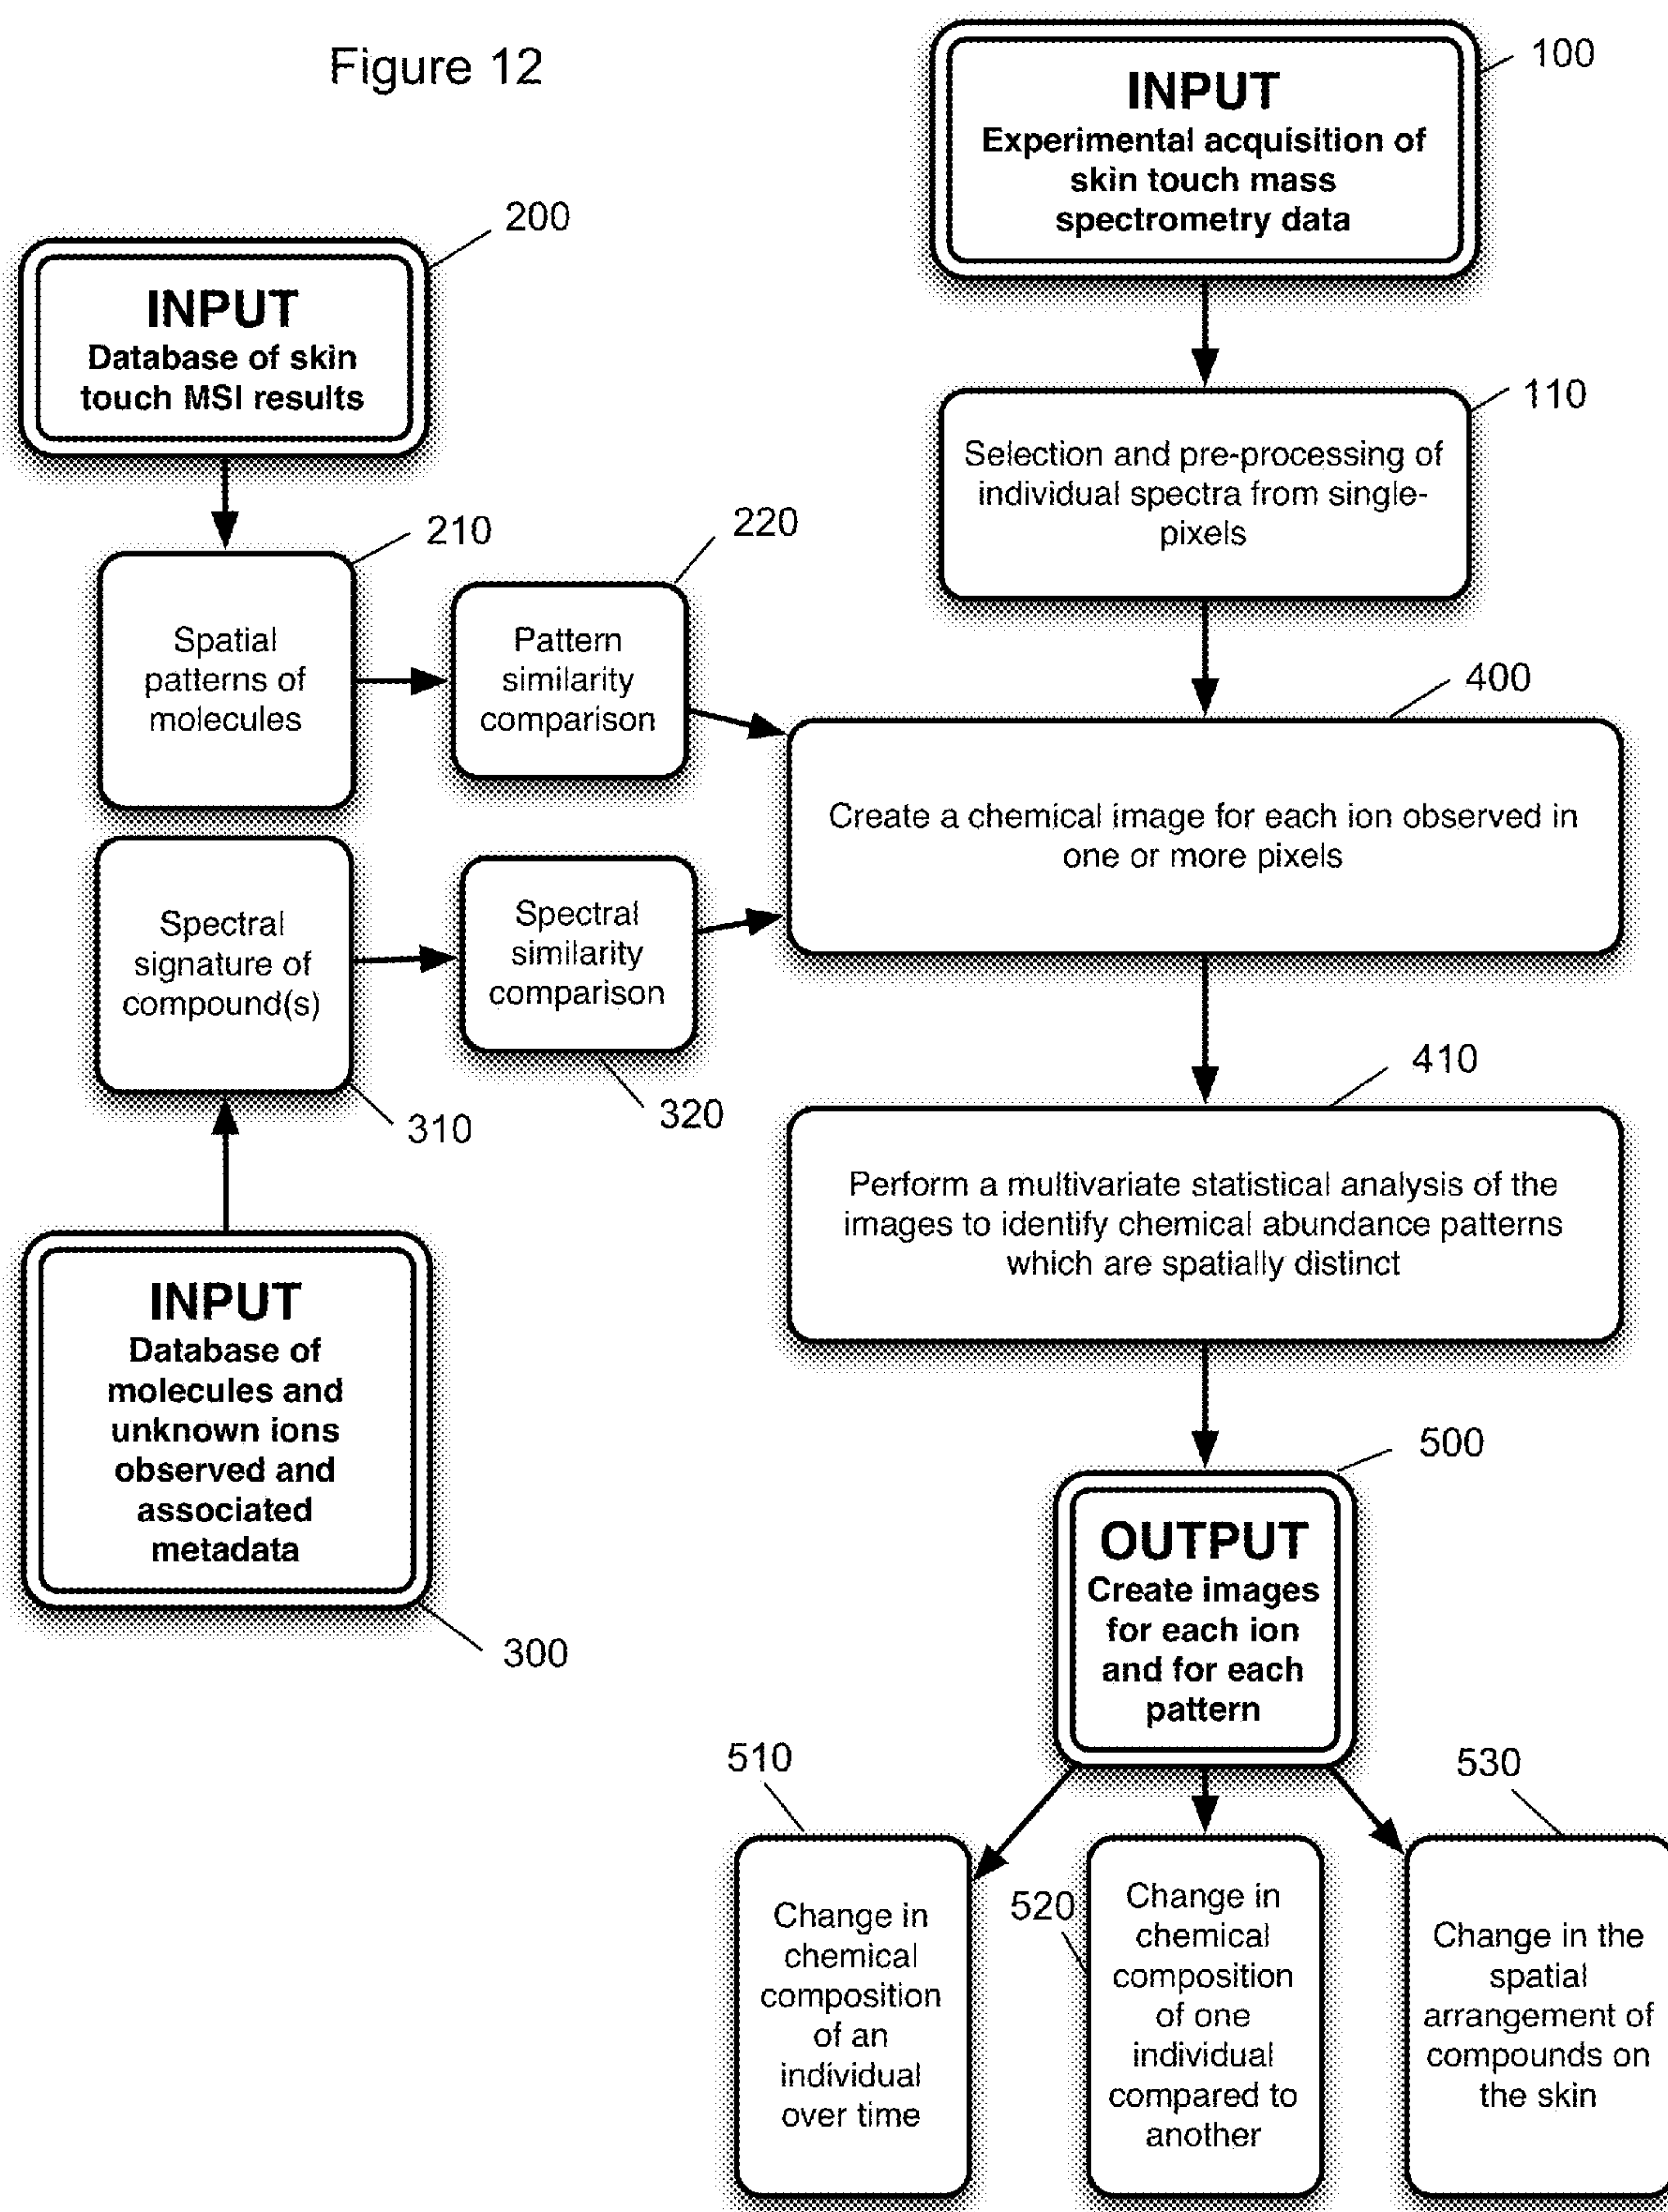 Figure 12
100
INPUT
Experimental acquisition of
skin touch mass
spectrometry data
200
INPUT
Database of skin
touch MSI results
110
Selection and pre-processing of
individual spectra from single-
pixels
210
Spatial
patterns of
molecules
220
Pattern
similarity
comparison
400
Create a chemical image for each ion observed in
one or more pixels
Spectral
signature of
compound(s)
310
Spectral
similarity
comparison
320
410
Perform a multivariate statistical analysis of the
images to identify chemical abundance patterns
which are spatially distinct
INPUT
Database of
molecules and
unknown ions
observed and
associated
metadata
300
500
OUTPUT
Create images
for each ion
and for each
pattern
510
Change in
chemical
composition
of an
individual
over time
520
Change in
chemical
composition
of one
individual
compared to
another
530
Change in the
spatial
arrangement of
compounds on
the skin